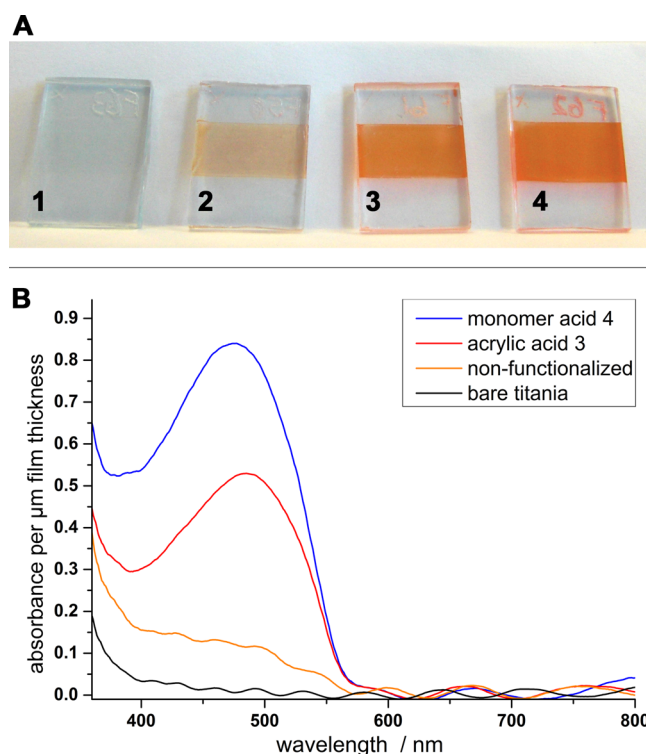 A
F63
1
2
3
F62
4
B
absorbance per µm film thickness
0.9
0.8
0.7
0.6
0.5
0.4
0.3
0.2
0.1
0.0
monomer acid 4
acrylic acid 3
non-functionalized
bare titania
400
500
600
700
800
wavelength / nm